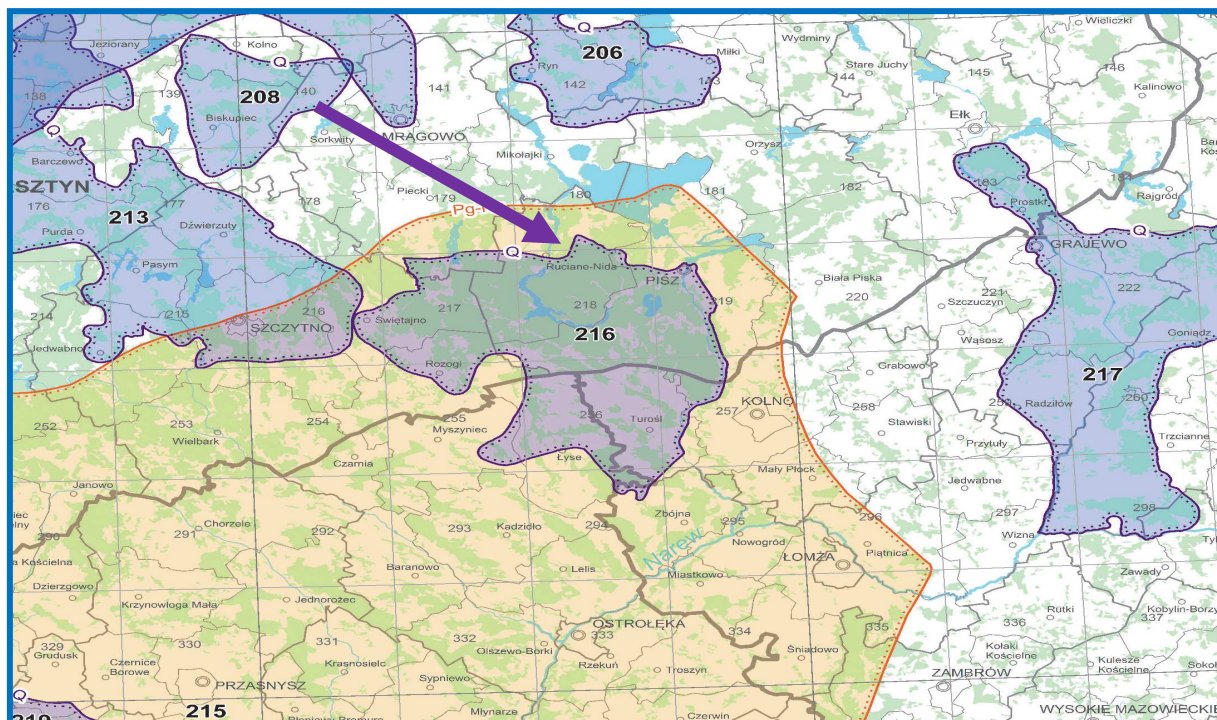 Jeziorany
Kolno
Q
206
Wydminy
Wieliczki
138
139
208
140
141
Ryn
142
Miłki
143
144
Stare Juchy
145
146
Kalinowo
Biskupiec
Sorkwity
MRĄGOWO
Ełk
Q
Barczewo
Mikołajki
Orzysz
SZTYN
176
177
178
Piecki
179
180
181
182
183
Prostki
Rajgród
213
Purda
Dźwierzuty
Q
Pasym
Q
Ruciane-Nida
PISZ
GRAJEWO
Biała Piska
214
215
216
217
218
219
220
221
222
Szczuczyn
SZCZYTNO
Świętajno
216
Wąsosz
Goniądz
Jedwabno
Rozogi
Grabowo
217
252
253
254
255
256
257
258
Radziłów
260
KOLNO
Wielbark
Myszyniec
Turośl
Stawiski
Przytuły
Trzcianne
Czarnia
Łyse
Mały Płock
Janowo
Jedwabne
Chorzele
290
291
292
293
Kadzidło
294
Zbójna
295
296
297
298
Nowogród
Wizna
Narew
ŁOMŻA
Piątnica
Dzierzgowo
Baranowo
Lelis
Miastkowo
Zawady
Krzynowłoga Mała
Jednorożec
Rutki
Kobylin-Borzy
OSTROŁĘKA
329
330
331
332
333
334
335
336
337
Grudusk
Czernice
Borowe
Krasnosielc
Olszewo-Borki
Rzekuń
Troszyn
Śniadowo
Kołaki
Kościelne
Kulesze
Kościelne
PRZASNYSZ
Sypniewo
ZAMBRÓW
Q
215
Młynarze
Czerwin
WYSOKIE MAZOWIECKIE